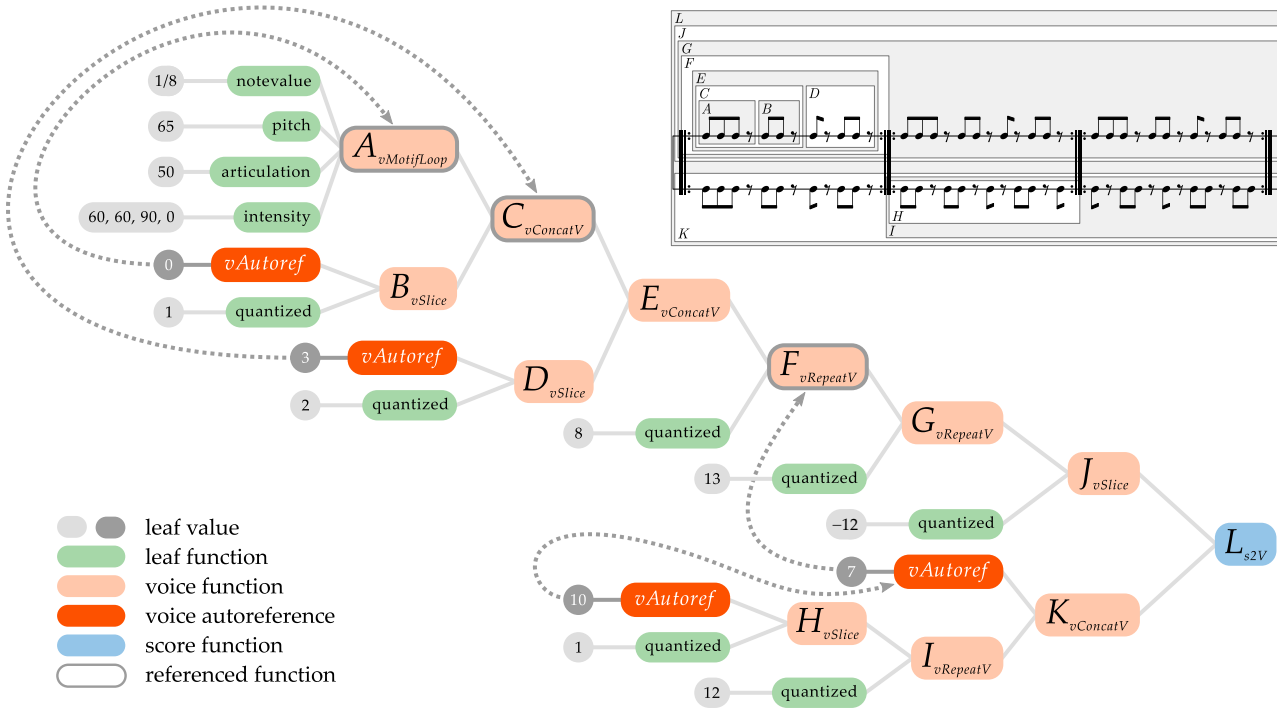 1/8 notevalue
65 pitch
A vMotifLoop
50 articulation
60, 60, 90, 0 intensity
C vConcatV
0 vAutoref
B vSlice
1 quantized
E vConcatV
3 vAutoref
D vSlice
2 quantized
F vRepeatV
8 quantized
G vRepeatV
13 quantized
J vSlice
−12 quantized
L s2V
7 vAutoref
10 vAutoref
K vConcatV
H vSlice
1 quantized
I vRepeatV
12 quantized
leaf value
leaf function
voice function
voice autoreference
score function
referenced function
L
J
G
F
E
C
D
A
B
H
I
K